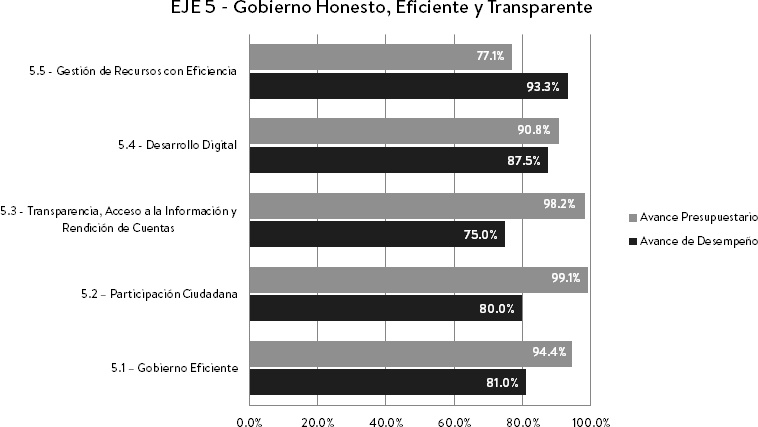 EJE 5 - Gobierno Honesto, Eficiente y Transparente
77.1%
5.5 - Gestión de Recursos con Eficiencia
93.3%
90.8%
5.4 - Desarrollo Digital
87.5%
98.2%
5.3 - Transparencia, Acceso a la Información y
Rendición de Cuentas
75.0%
Avance Presupuestario
Avance de Desempeño
99.1%
5.2 – Participación Ciudadana
80.0%
94.4%
5.1 – Gobierno Eficiente
81.0%
0.0% 20.0% 40.0% 60.0% 80.0% 100.0%